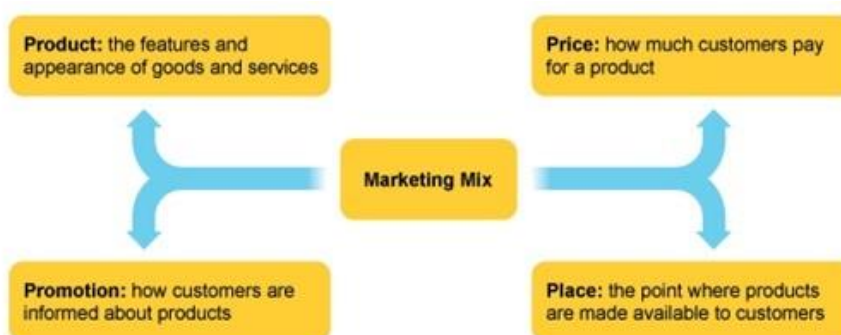 Product: the features and
appearance of goods and services
Price: how much customers pay
for a product
Marketing Mix
Promotion: how customers are
informed about products
Place: the point where products
are made available to customers